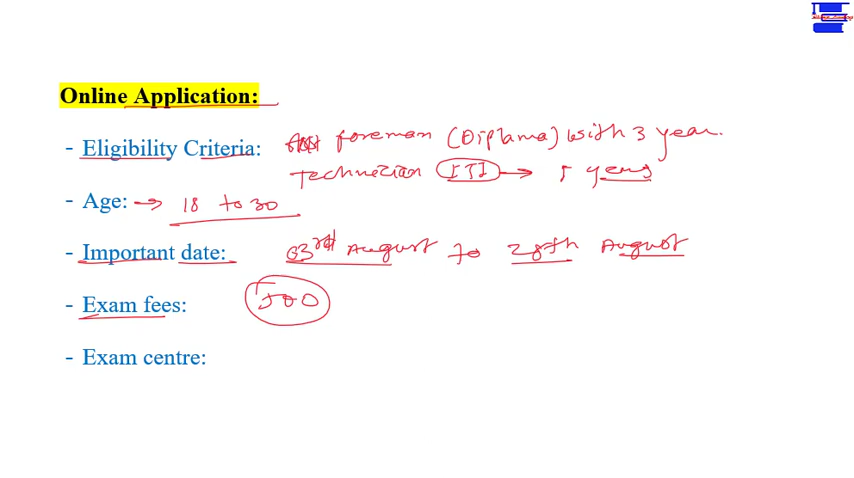 Online Application:
- Eligibility Criteria: foreman (Diplama) with 3 year.
Technician ITI → 5 years
- Age: → 18 to 30
- Important date: 03rd August to 28th August
- Exam fees: 500
- Exam centre: